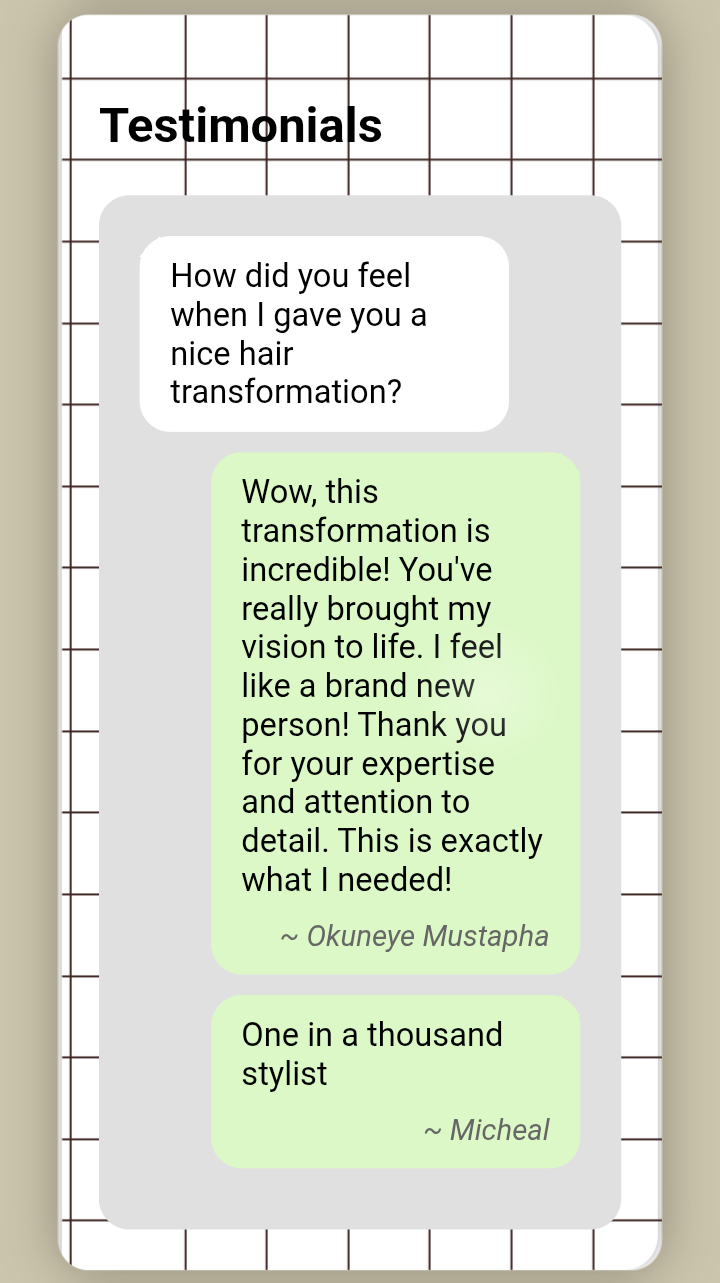 Testimonials
How did you feel
when I gave you a
nice hair
transformation?
Wow, this
transformation is
incredible! You've
really brought my
vision to life. I feel
like a brand new
person! Thank you
for your expertise
and attention to
detail. This is exactly
what I needed!
~ Okuneye Mustapha
One in a thousand
stylist
~ Micheal